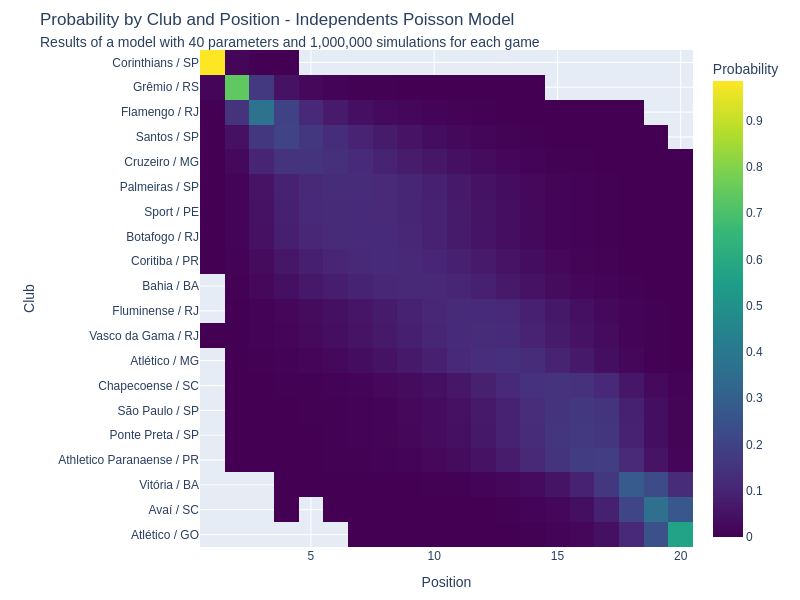 Probability by Club and Position - Independents Poisson Model
Results of a model with 40 parameters and 1,000,000 simulations for each game
Probability
Corinthians / SP
Grêmio / RS
Flamengo / RJ
Santos / SP
Cruzeiro / MG
Palmeiras / SP
Sport / PE
Botafogo / RJ
Coritiba / PR
Bahia / BA
Fluminense / RJ
Vasco da Gama / RJ
Atlético / MG
Chapecoense / SC
São Paulo / SP
Ponte Preta / SP
Athletico Paranaense / PR
Vitória / BA
Avaí / SC
Atlético / GO
Club
5
10
15
20
Position
0.9
0.8
0.7
0.6
0.5
0.4
0.3
0.2
0.1
0